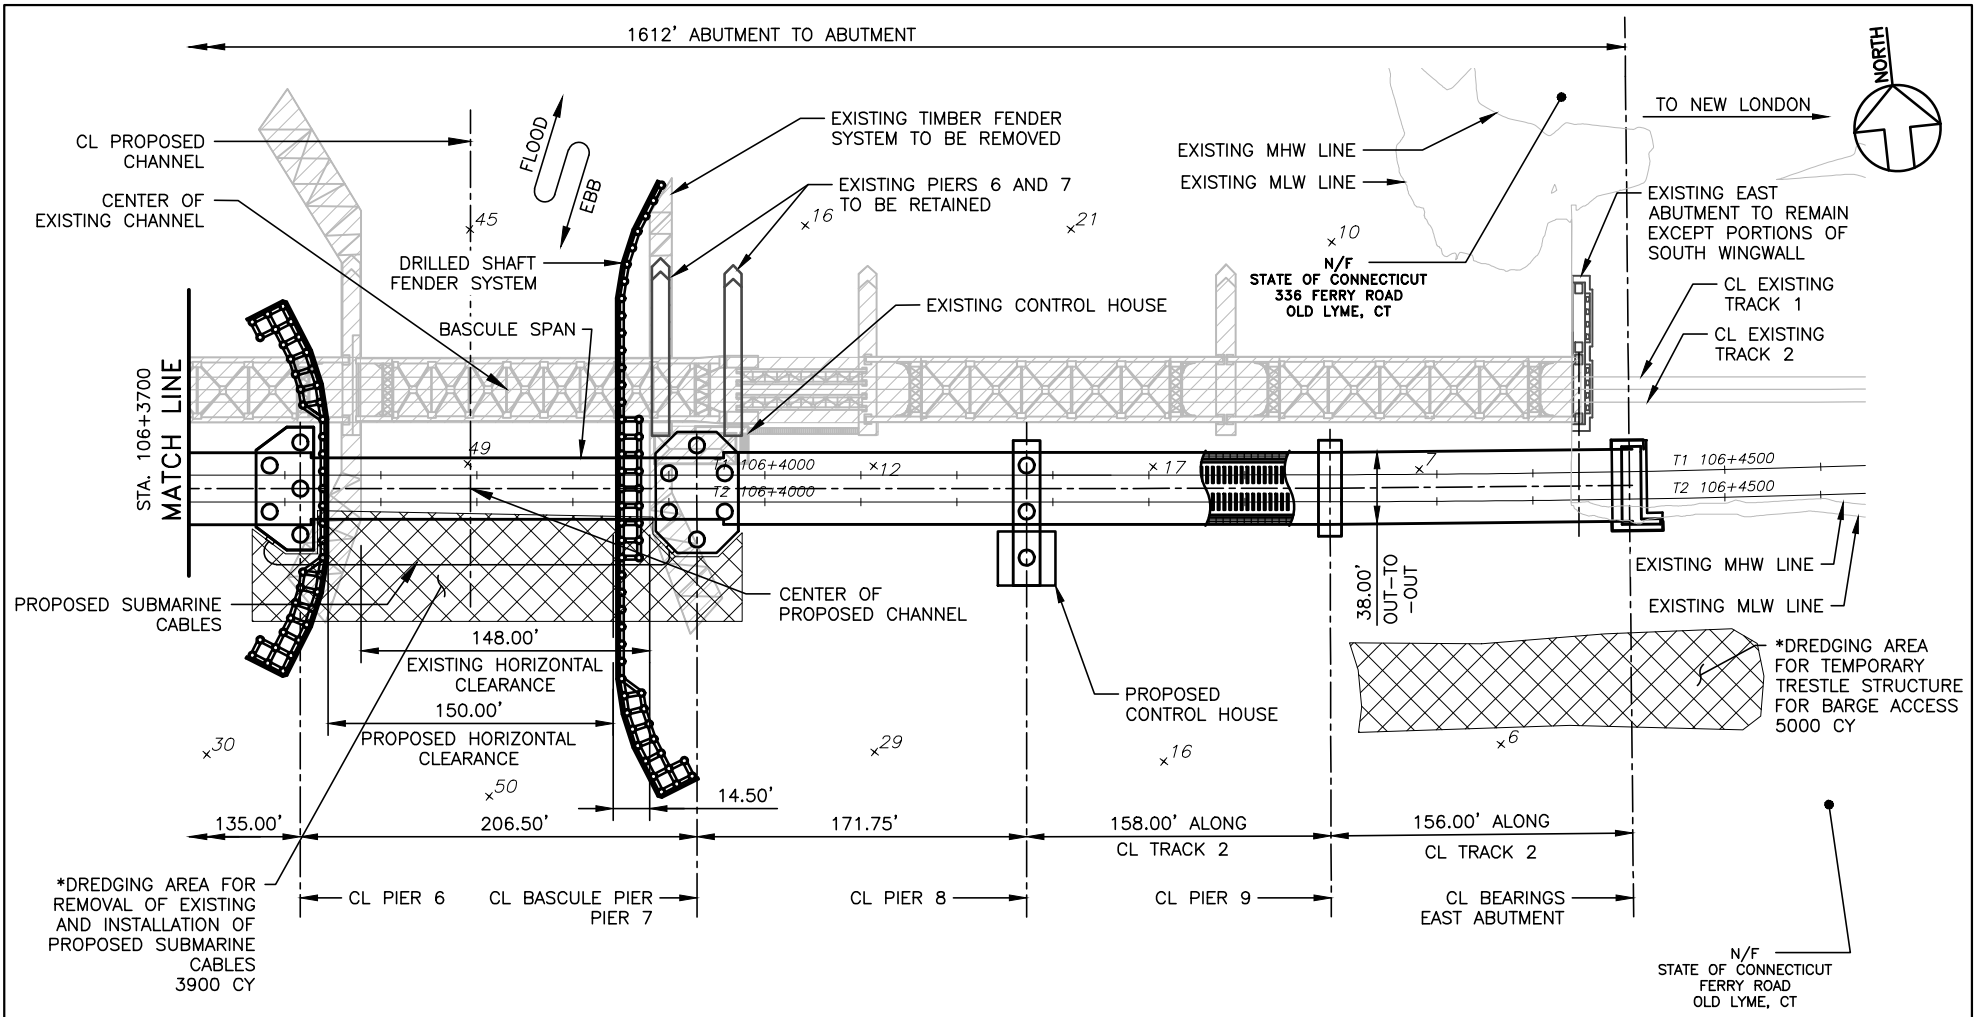 1612' ABUTMENT TO ABUTMENT
NORTH
TO NEW LONDON
CL PROPOSED
CHANNEL
FLOOD
EBB
EXISTING TIMBER FENDER
SYSTEM TO BE REMOVED
EXISTING MHW LINE
EXISTING MLW LINE
CENTER OF
EXISTING CHANNEL
EXISTING PIERS 6 AND 7
TO BE RETAINED
EXISTING EAST
ABUTMENT TO REMAIN
EXCEPT PORTIONS OF
SOUTH WINGWALL
45
16
21
10
DRILLED SHAFT
FENDER SYSTEM
N/F
STATE OF CONNECTICUT
336 FERRY ROAD
OLD LYME, CT
CL EXISTING
TRACK 1
CL EXISTING
TRACK 2
BASCULE SPAN
EXISTING CONTROL HOUSE
STA. 106+3700
MATCH LINE
49
T1 106+4000
12
17
7
T1 106+4500
T2 106+4000
T2 106+4500
38.00'
OUT-TO
-OUT
EXISTING MHW LINE
EXISTING MLW LINE
PROPOSED SUBMARINE
CABLES
CENTER OF
PROPOSED CHANNEL
148.00'
EXISTING HORIZONTAL
CLEARANCE
150.00'
PROPOSED HORIZONTAL
CLEARANCE
PROPOSED
CONTROL HOUSE
*DREDGING AREA
FOR TEMPORARY
TRESTLE STRUCTURE
FOR BARGE ACCESS
5000 CY
30
50
29
16
6
14.50'
135.00'
206.50'
171.75'
158.00' ALONG
CL TRACK 2
156.00' ALONG
CL TRACK 2
*DREDGING AREA FOR
REMOVAL OF EXISTING
AND INSTALLATION OF
PROPOSED SUBMARINE
CABLES
3900 CY
CL PIER 6
CL BASCULE PIER
PIER 7
CL PIER 8
CL PIER 9
CL BEARINGS
EAST ABUTMENT
N/F
STATE OF CONNECTICUT
FERRY ROAD
OLD LYME, CT